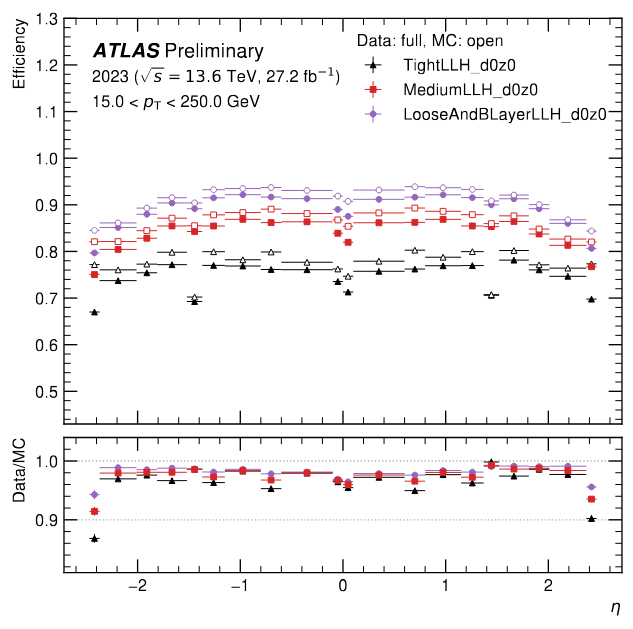 Efficiency
1.3
1.2
1.1
1.0
0.9
0.8
0.7
0.6
0.5
ATLAS Preliminary
2023 (√s = 13.6 TeV, 27.2 fb⁻¹)
15.0 < p_T < 250.0 GeV
Data: full, MC: open
TightLLH_d0z0
MediumLLH_d0z0
LooseAndBLayerLLH_d0z0
Data/MC
1.0
0.9
−2 −1 0 1 2
η